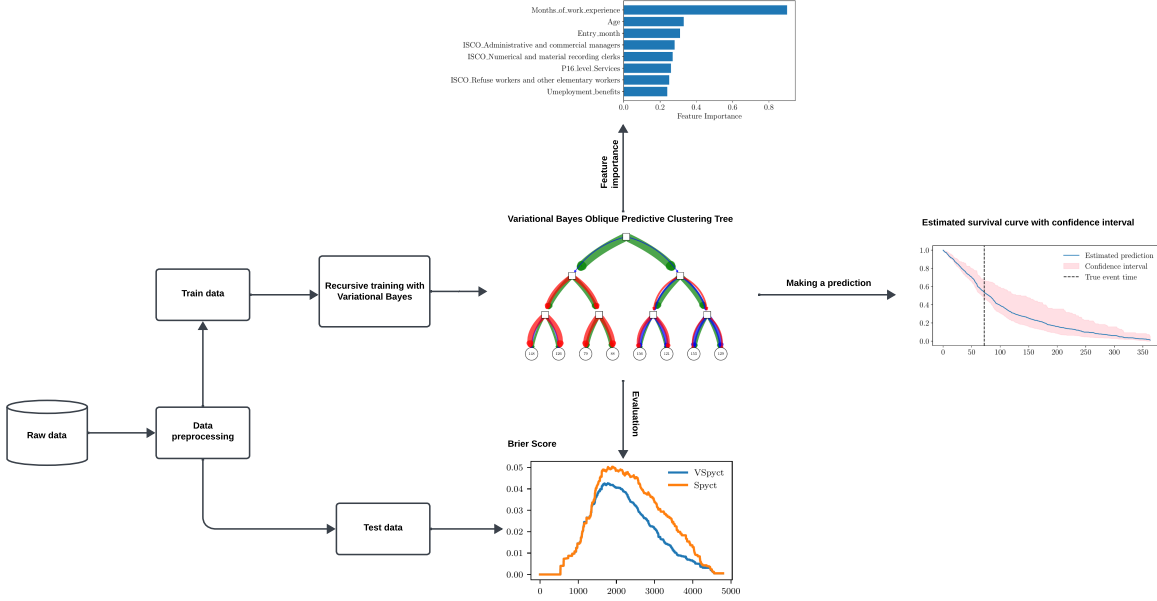 Months_of_work_experience
Age
Entry_month
ISCO_Administrative and commercial managers
ISCO_Numerical and material recording clerks
P16_level_Services
ISCO_Refuse workers and other elementary workers
Umeployment_benefits
0.0 0.2 0.4 0.6 0.8
Feature Importance
Feature
importance
Variational Bayes Oblique Predictive Clustering Tree
Estimated survival curve with confidence interval
1.0
0.8
0.6
0.4
0.2
0.0
Estimated prediction
Confidence interval
True event time
0 50 100 150 200 250 300 350
Making a prediction
Train data
Recursive training with
Variational Bayes
Raw data
Data
preprocessing
Evaluation
Brier Score
0.05
0.04
0.03
0.02
0.01
0.00
VSpyct
Spyct
0 1000 2000 3000 4000 5000
Test data